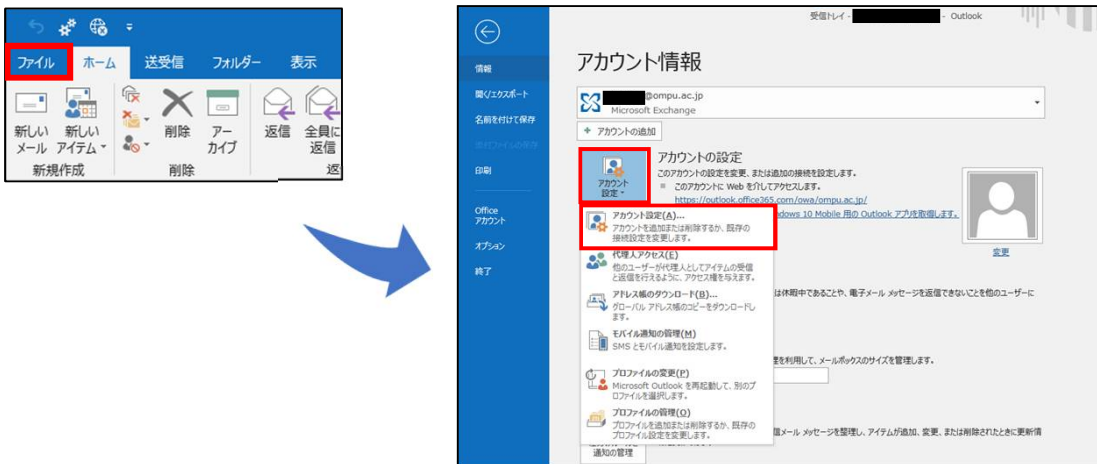 ファイル ホーム 送受信 フォルダー 表示
新しい メール
新しい アイテム
削除
アー カイブ
返信
全員に 返信
新規作成
削除
返
受信トレイ - - Outlook
情報
開く/エクスポート
名前を付けて保存
添付ファイルの保存
印刷
Office アカウント
オプション
終了
アカウント情報
@ompu.ac.jp
Microsoft Exchange
アカウントの追加
アカウント 設定
アカウントの設定
このアカウントの設定を変更、または追加の接続を設定します。
このアカウントに Web を介してアクセスします。
https://outlook.office365.com/owa/ompu.ac.jp/
dows 10 Mobile 用の Outlook アプリを取得します。
変更
アカウント設定(A)...
アカウントを追加または削除するか、既存の
接続設定を変更します。
代理人アクセス(E)
他のユーザーが代理人としてアイテムの受信
と返信を行えるように、アクセス権を与えます。
アドレス帳のダウンロード(B)...
グローバル アドレス帳のコピーをダウンロードし
ます。
モバイル通知の管理(M)
SMS とモバイル通知を設定します。
プロファイルの変更(P)
Microsoft Outlook を再起動して、別のプ
ロファイルを選択します。
プロファイルの管理(O)
プロファイルを追加または削除するか、既存の
プロファイル設定を変更します。
は休暇中であることや、電子メール メッセージを返信できないことを他のユーザーに
を利用して、メールボックスのサイズを管理します。
信メール メッセージを整理し、アイテムが追加、変更、または削除されたときに更新情
通知の管理